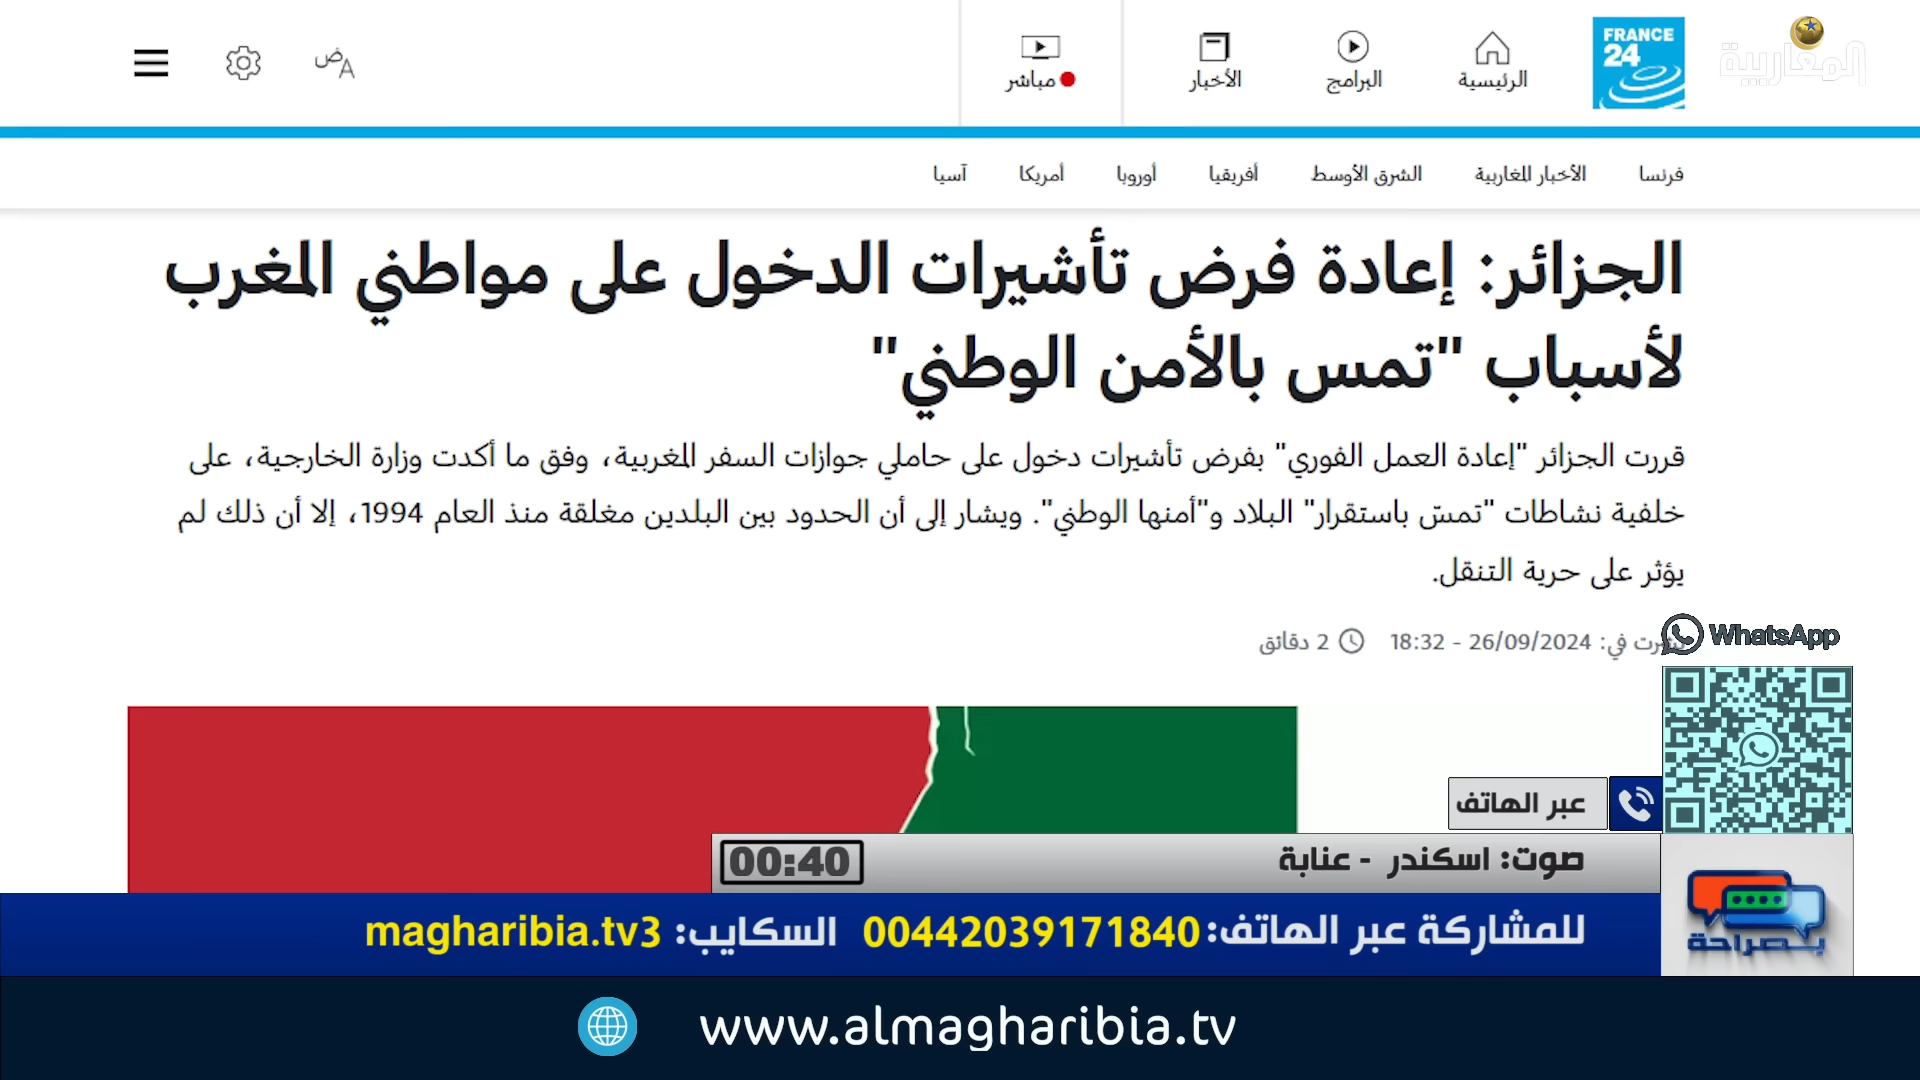 المغاربية
FRANCE
24
الرئيسية
البرامج
الأخبار
مباشر
ض A
فرنسا
الأخبار المغاربية
الشرق الأوسط
أفريقيا
أوروبا
أمريكا
آسيا
الجزائر: إعادة فرض تأشيرات الدخول على مواطني المغرب
لأسباب "تمس بالأمن الوطني"
قررت الجزائر "إعادة العمل الفوري" بفرض تأشيرات دخول على حاملي جوازات السفر المغربية، وفق ما أكدت وزارة الخارجية، على
خلفية نشاطات "تمسّ باستقرار" البلاد و"أمنها الوطني". ويشار إلى أن الحدود بين البلدين مغلقة منذ العام 1994، إلا أن ذلك لم
يؤثر على حرية التنقل.
نشرت في: 26/09/2024 - 18:32 2 دقائق
WhatsApp
عبر الهاتف
صوت: اسكندر - عنابة
00:40
للمشاركة عبر الهاتف: 00442039171840 السكايب: magharibia.tv3
بصراحة
www.almagharibia.tv